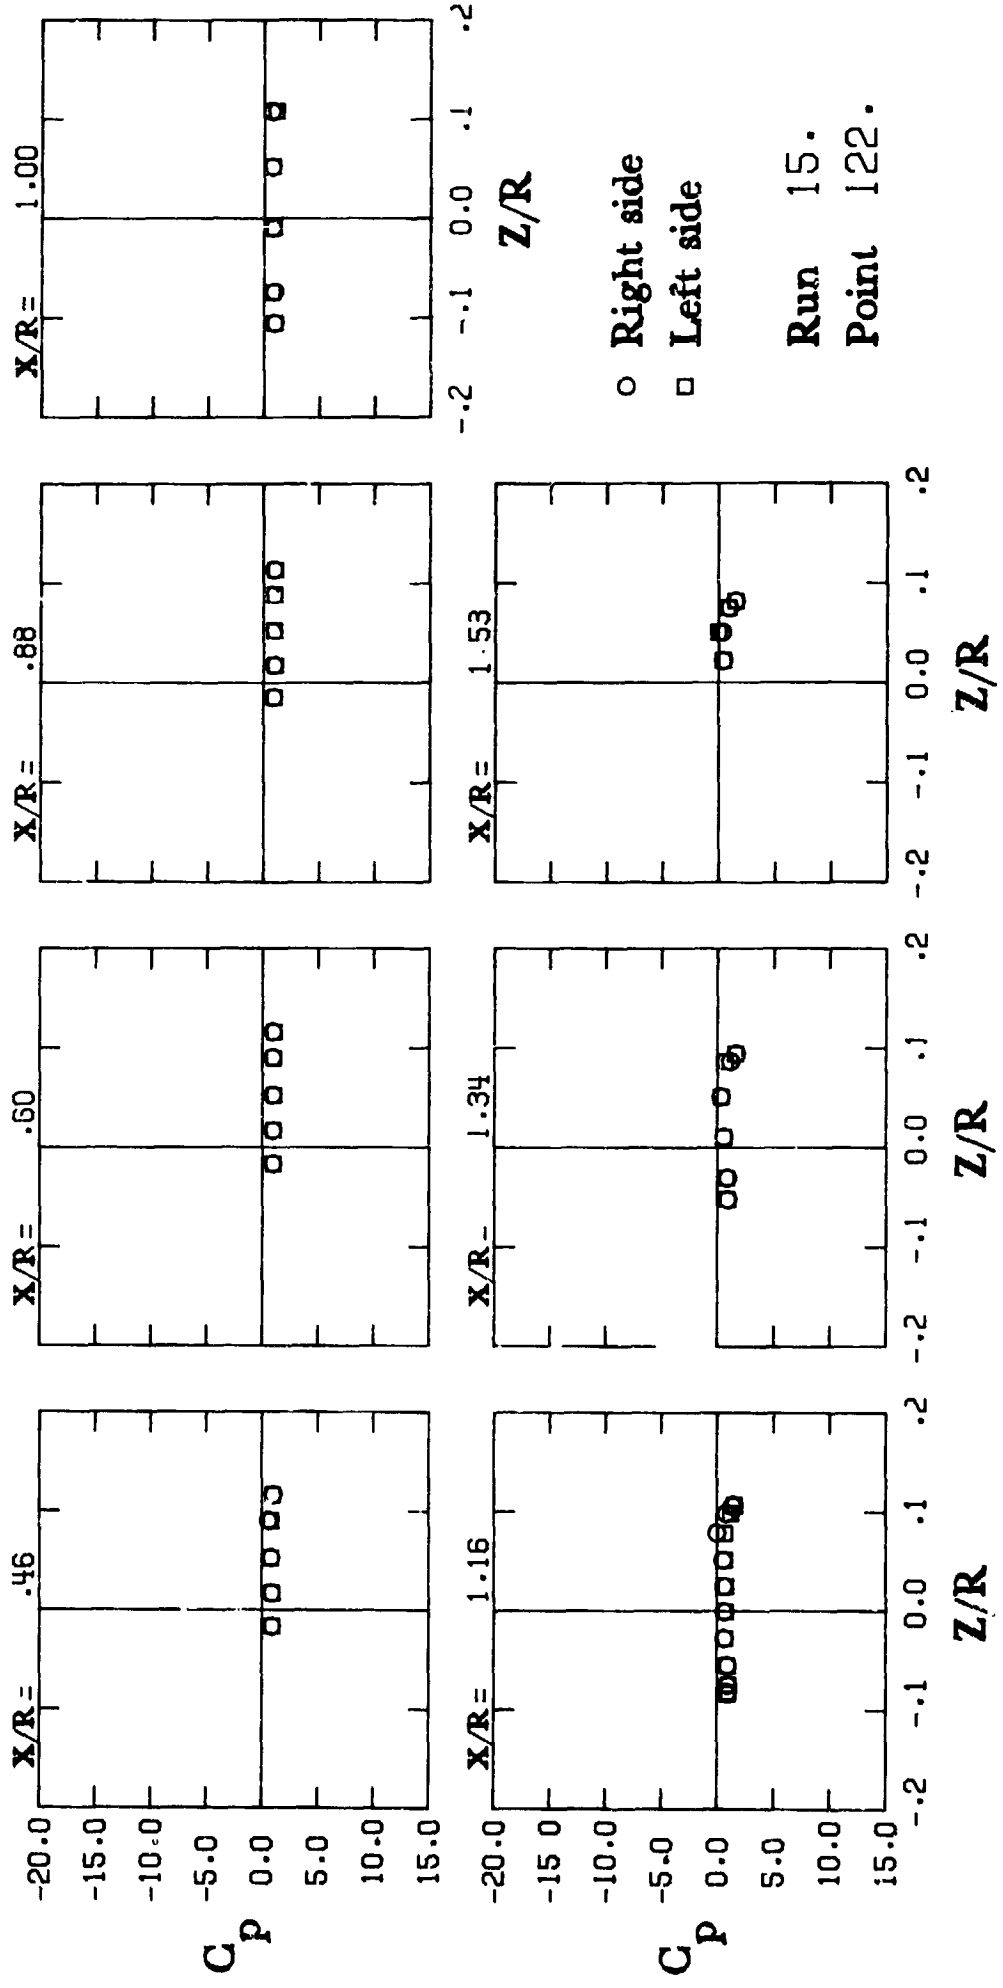 X/R= .46
X/R= .60
X/R= .88
X/R= 1.00
-20.0
-15.0
-10.0
-5.0
0.0
5.0
10.0
15.0
C p
-.2 -.1 0.0 .1 .2
Z/R
X/R= 1.16
X/R- 1.34
X/R= 1.53
-20.0
-15.0
-10.0
-5.0
0.0
5.0
10.0
15.0
C p
-.2 -.1 0.0 .1 .2
Z/R
-.2 -.1 0.0 .1 .2
Z/R
-.2 -.1 0.0 .1 .2
Z/R
Right side
Left side
Run 15.
Point 122.